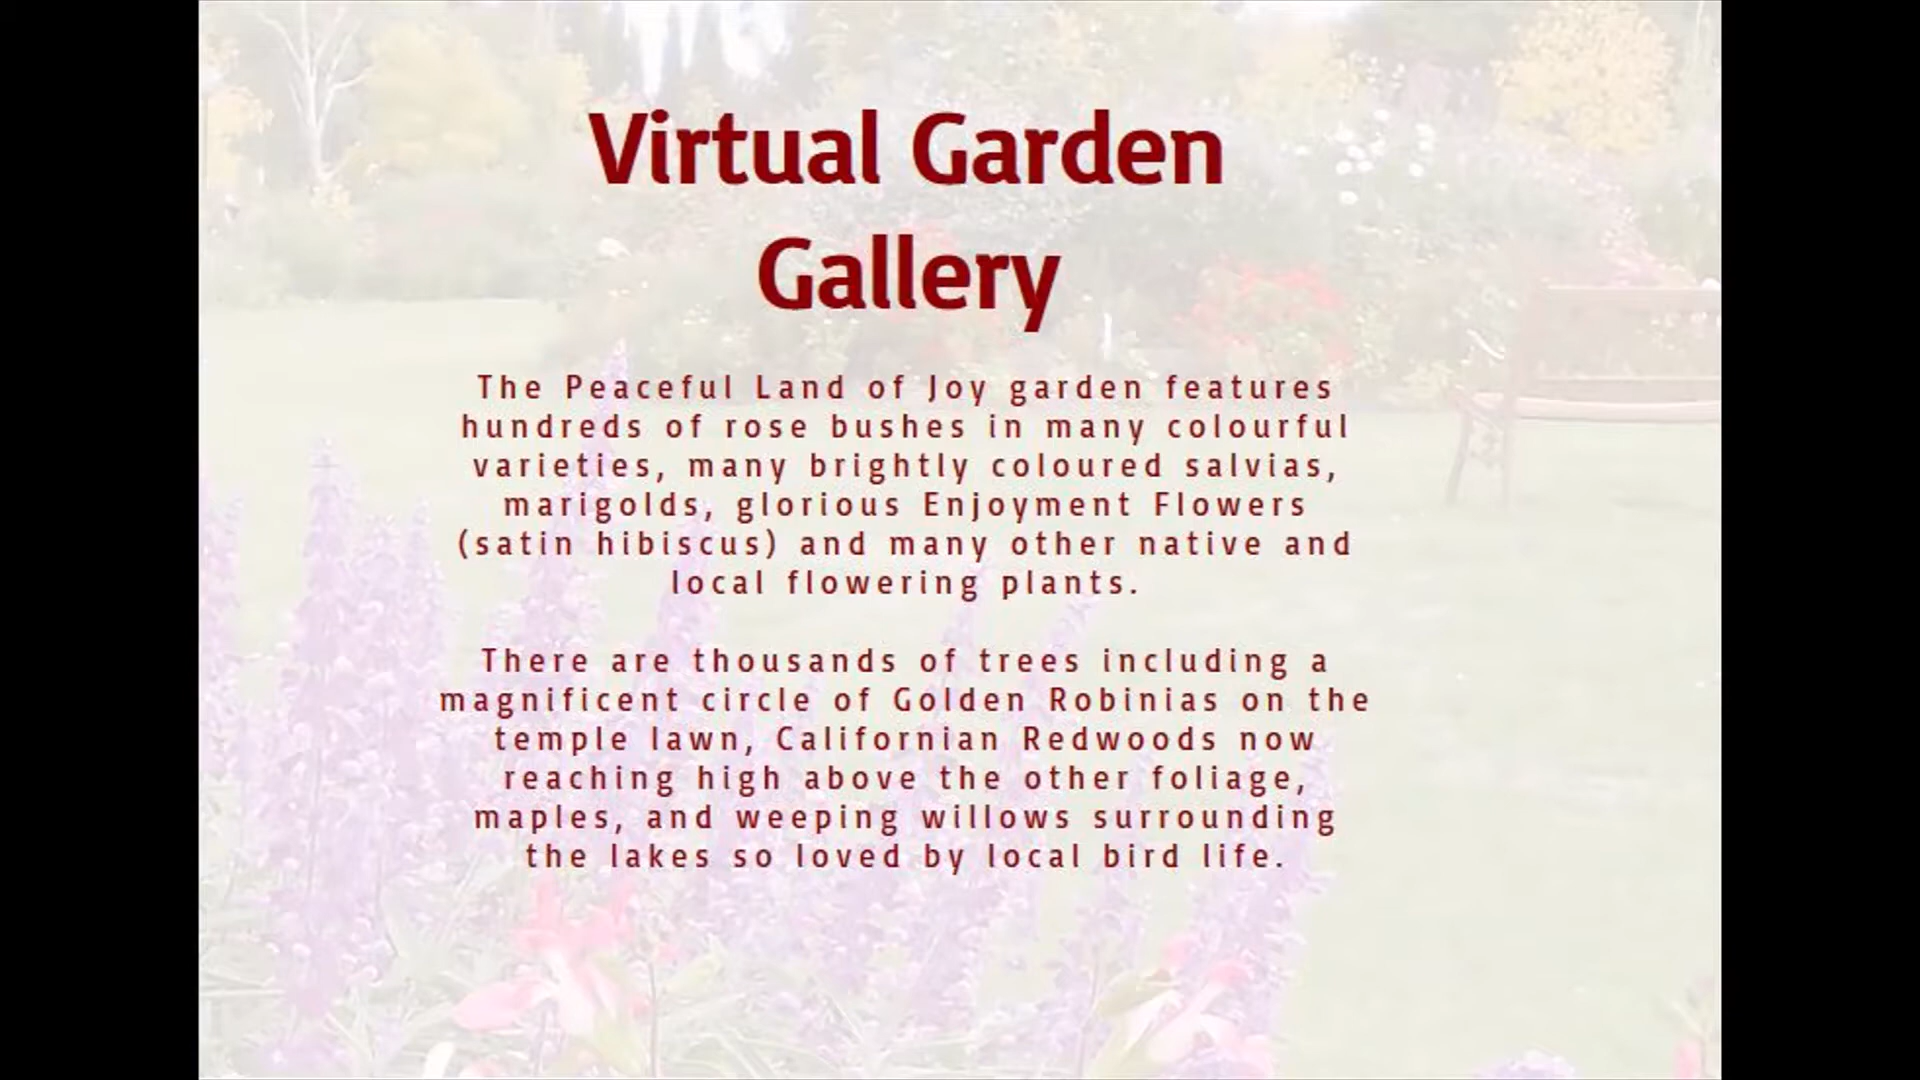 Virtual Garden
Gallery
The Peaceful Land of Joy garden features
hundreds of rose bushes in many colourful
varieties, many brightly coloured salvias,
marigolds, glorious Enjoyment Flowers
(satin hibiscus) and many other native and
local flowering plants.
There are thousands of trees including a
magnificent circle of Golden Robinias on the
temple lawn, Californian Redwoods now
reaching high above the other foliage,
maples, and weeping willows surrounding
the lakes so loved by local bird life.